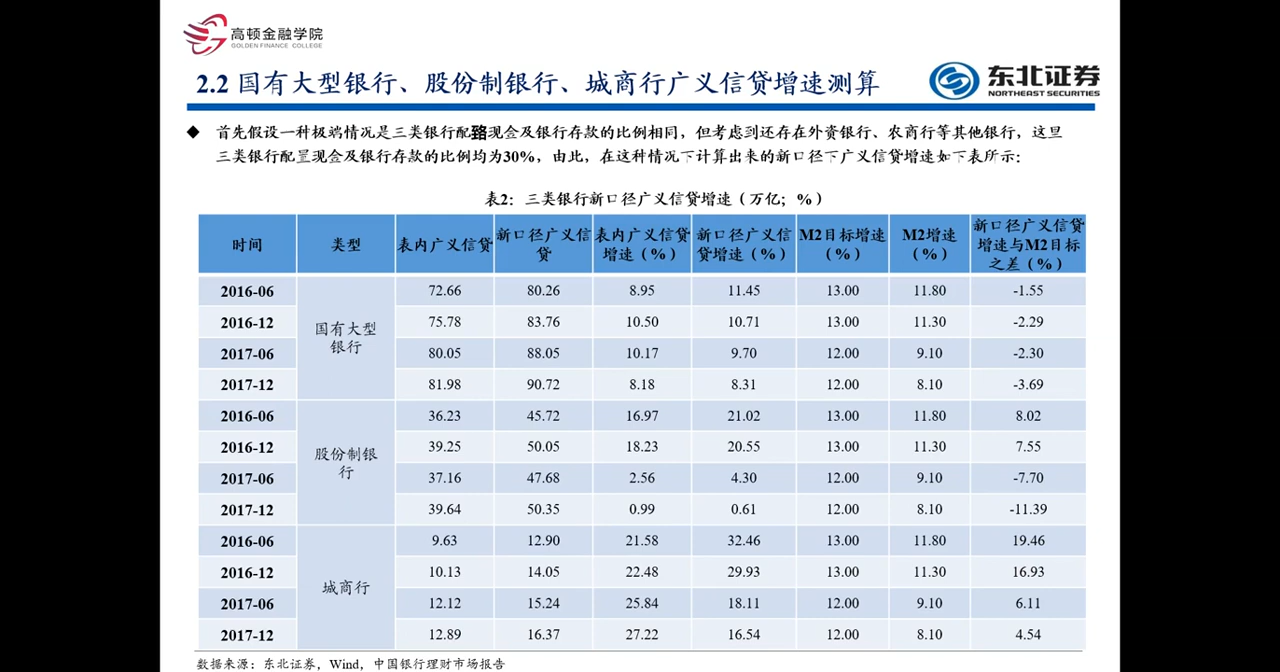 高顿金融学院
GOLDEN FINANCE COLLEGE
2.2 国有大型银行、股份制银行、城商行广义信贷增速测算
东北证券
NORTHEAST SECURITIES
◆ 首先假设一种极端情况是三类银行配臵现金及银行存款的比例相同，但考虑到还存在外资银行、农商行等其他银行，这里
三类银行配置现金及银行存款的比例均为30%，由此，在这种情况下计算出来的新口径下广义信贷增速如下表所示：
表2：三类银行新口径广义信贷增速（万亿；%）
时间 类型 表内广义信贷 新口径广义信贷 表内广义信贷增速（%） 新口径广义信贷增速（%） M2目标增速（%） M2增速（%） 新口径广义信贷增速与M2目标之差（%）
2016-06 国有大型银行 72.66 80.26 8.95 11.45 13.00 11.80 -1.55
2016-12 75.78 83.76 10.50 10.71 13.00 11.30 -2.29
2017-06 80.05 88.05 10.17 9.70 12.00 9.10 -2.30
2017-12 81.98 90.72 8.18 8.31 12.00 8.10 -3.69
2016-06 股份制银行 36.23 45.72 16.97 21.02 13.00 11.80 8.02
2016-12 39.25 50.05 18.23 20.55 13.00 11.30 7.55
2017-06 37.16 47.68 2.56 4.30 12.00 9.10 -7.70
2017-12 39.64 50.35 0.99 0.61 12.00 8.10 -11.39
2016-06 城商行 9.63 12.90 21.58 32.46 13.00 11.80 19.46
2016-12 10.13 14.05 22.48 29.93 13.00 11.30 16.93
2017-06 12.12 15.24 25.84 18.11 12.00 9.10 6.11
2017-12 12.89 16.37 27.22 16.54 12.00 8.10 4.54
数据来源：东北证券，Wind，中国银行理财市场报告